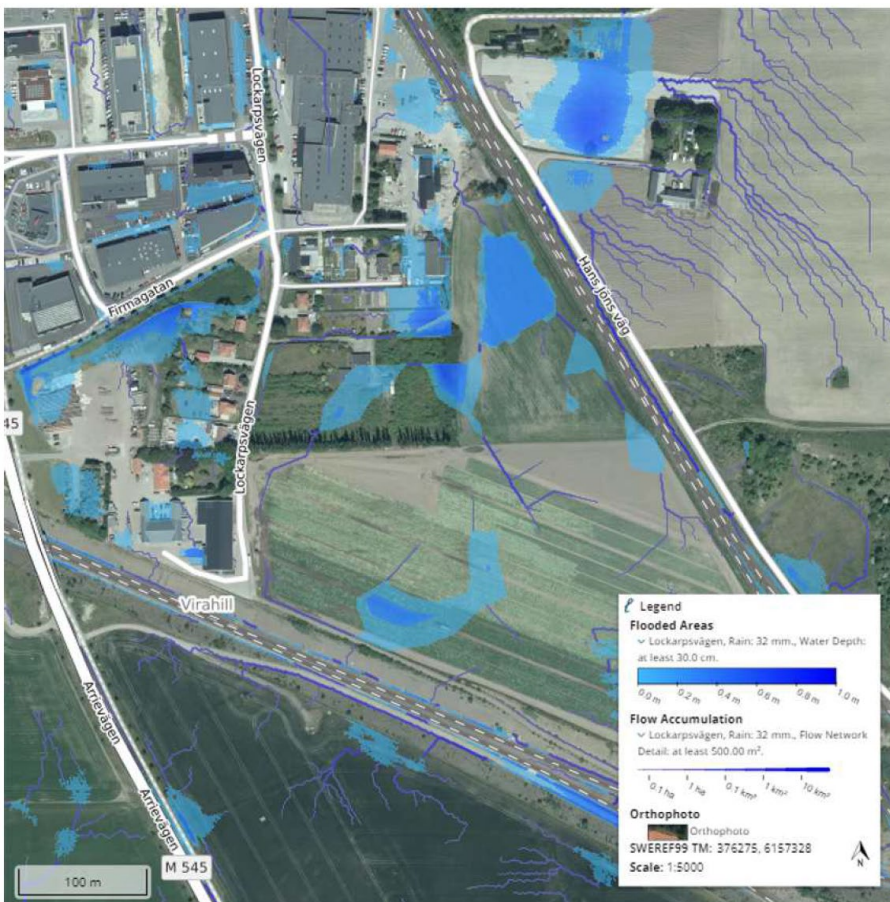 Lockarpsvägen
Hans Jöns väg
Firmagatan
45
Lockarpsvägen
Virahill
Arrievägen
Arrievägen
M 545
100 m
Legend
Flooded Areas
Lockarpsvägen, Rain: 32 mm., Water Depth:
at least 30.0 cm.
0.0 m 0.2 m 0.4 m 0.6 m 0.8 m 1.0 m
Flow Accumulation
Lockarpsvägen, Rain: 32 mm., Flow Network
Detail: at least 500.00 m².
0.1 ha 1 ha 0.1 km² 1 km² 10 km²
Orthophoto
Orthophoto
SWEREF99 TM: 376275, 6157328
Scale: 1:5000
N